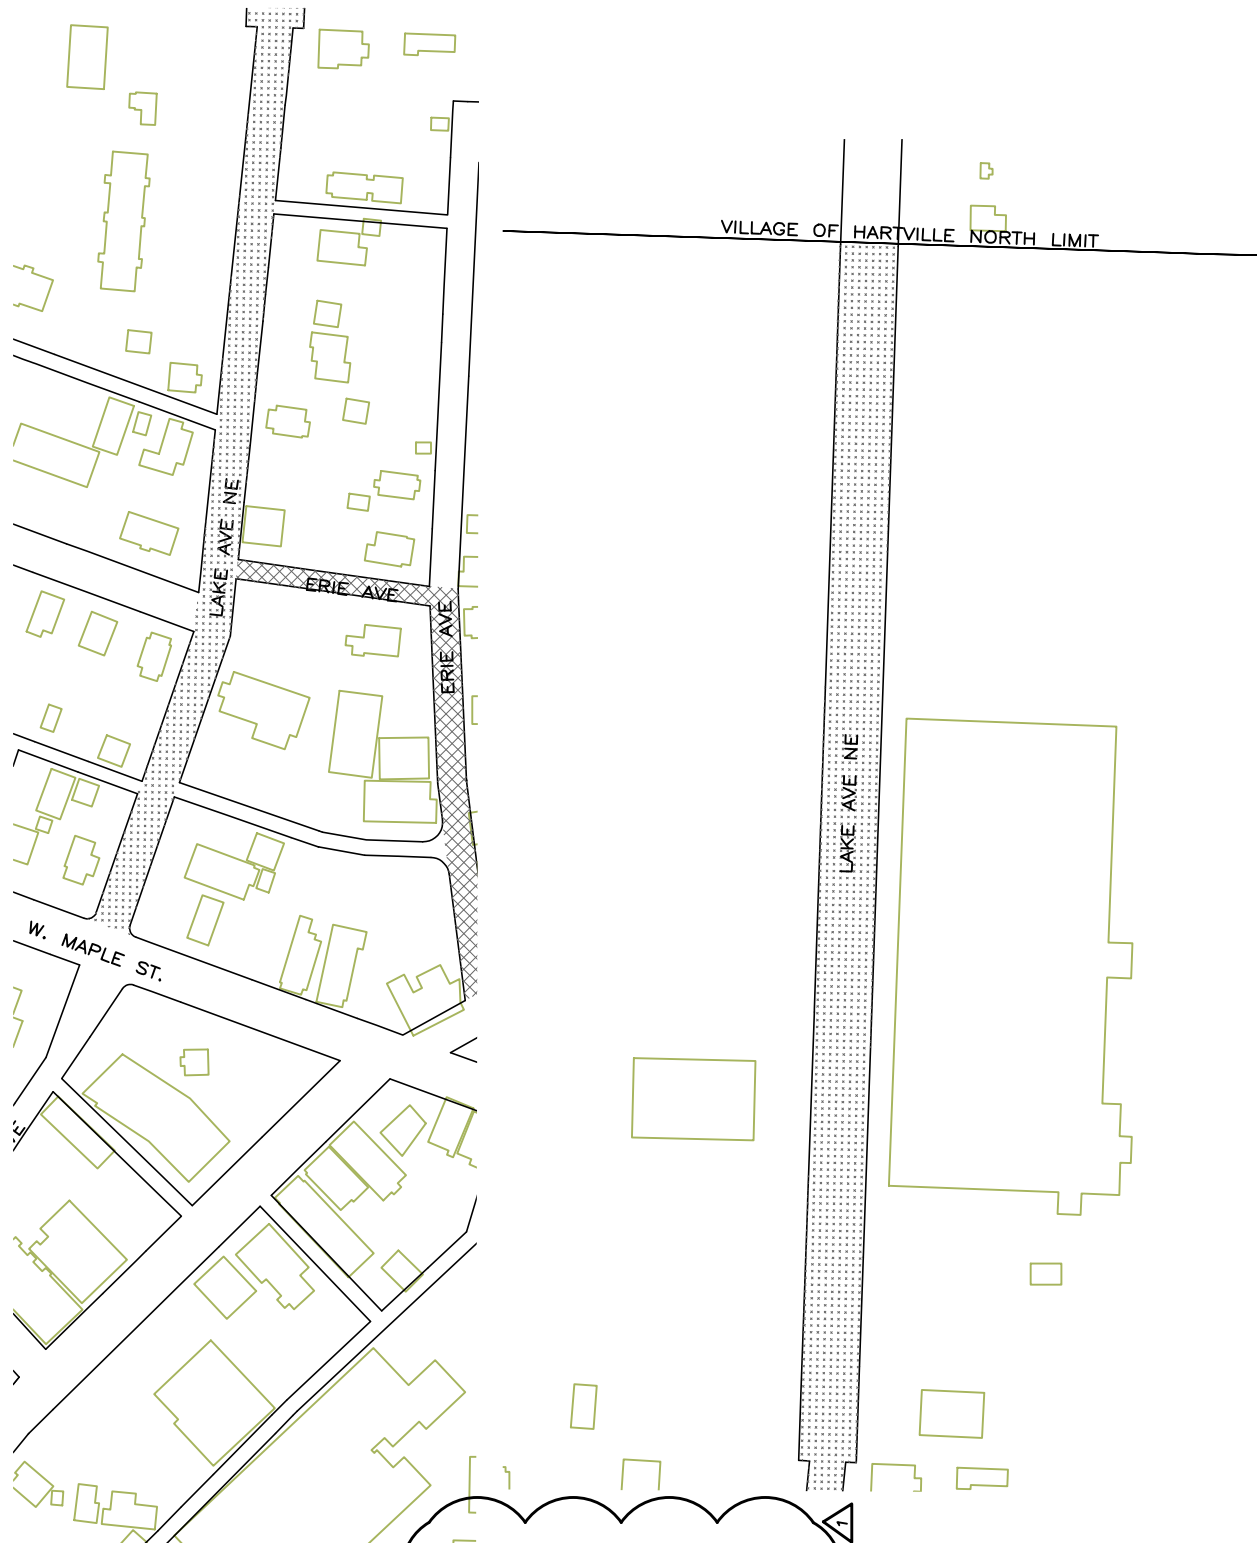 VILLAGE OF HARTVILLE NORTH LIMIT
LAKE AVE NE
ERIE AVE
ERIE AVE
LAKE AVE NE
W. MAPLE ST.
1